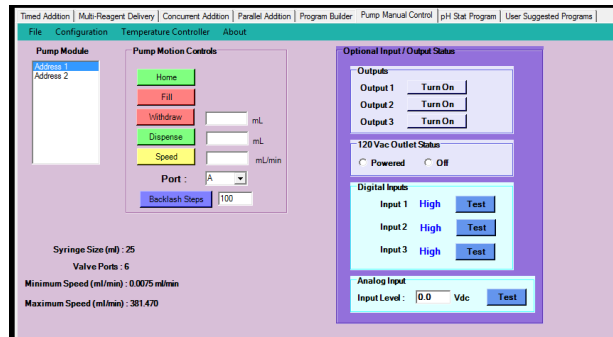 Timed Addition | Multi-Reagent Delivery | Concurrent Addition | Parallel Addition | Program Builder | Pump Manual Control | pH Stat Program | User Suggested Programs
File Configuration Temperature Controller About
Pump Module
Address 1
Address 2
Pump Motion Controls
Home
Fill
Withdraw mL
Dispense mL
Speed mL/min
Port : A
Backlash Steps 100
Syringe Size (ml) : 25
Valve Ports : 6
Minimum Speed (ml/min) : 0.0075 ml/min
Maximum Speed (ml/min) : 381.470
Optional Input / Output Status
Outputs
Output 1 Turn On
Output 2 Turn On
Output 3 Turn On
120 Vac Outlet Status
Powered Off
Digital Inputs
Input 1 High Test
Input 2 High Test
Input 3 High Test
Analog Input
Input Level : 0.0 Vdc Test